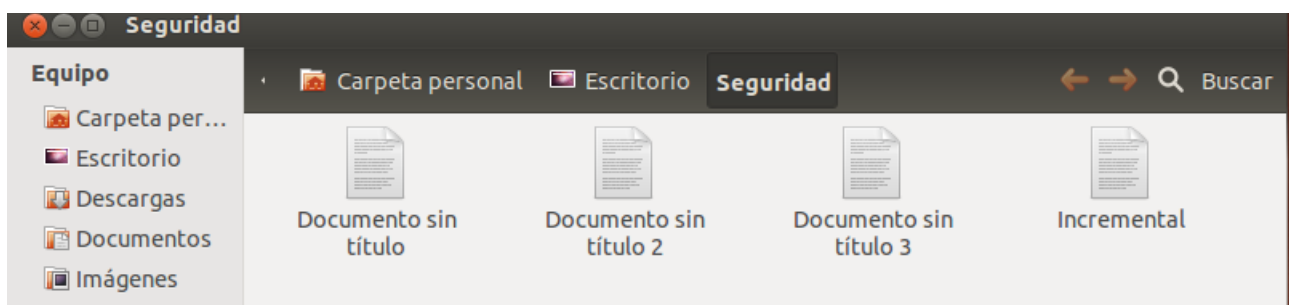 Seguridad
Equipo
Carpeta per...
Escritorio
Descargas
Documentos
Imágenes
Carpeta personal Escritorio Seguridad Buscar
Documento sin
título
Documento sin
título 2
Documento sin
título 3
Incremental